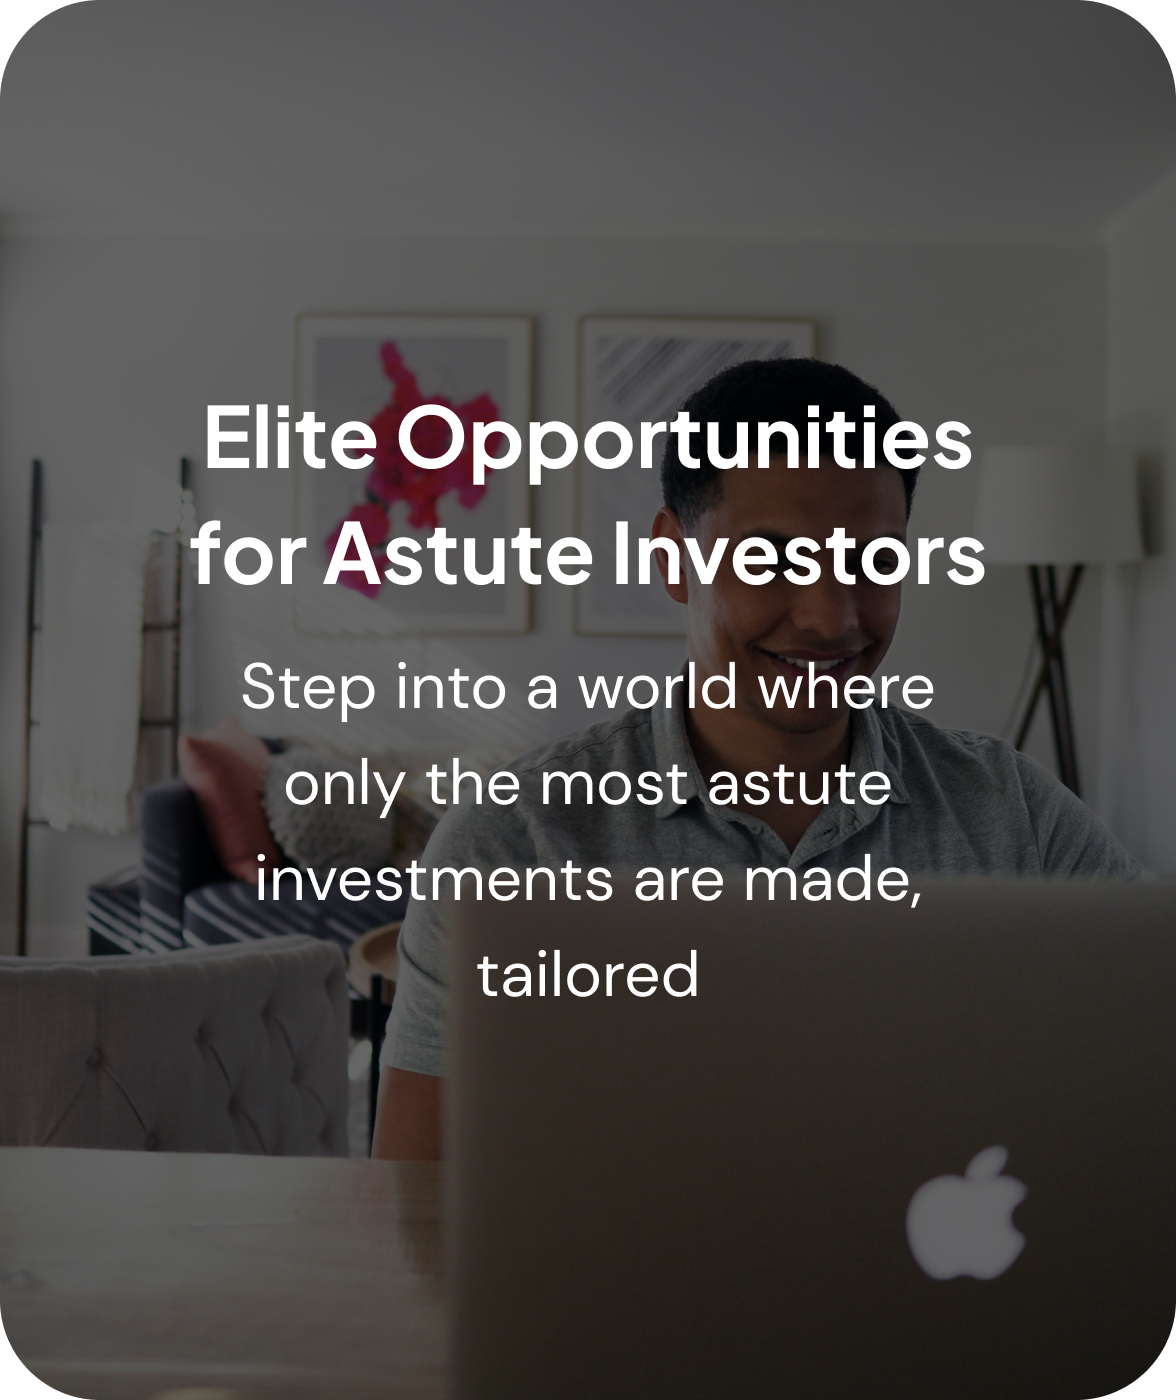 Elite Opportunities
for Astute Investors
Step into a world where
only the most astute
investments are made,
tailored